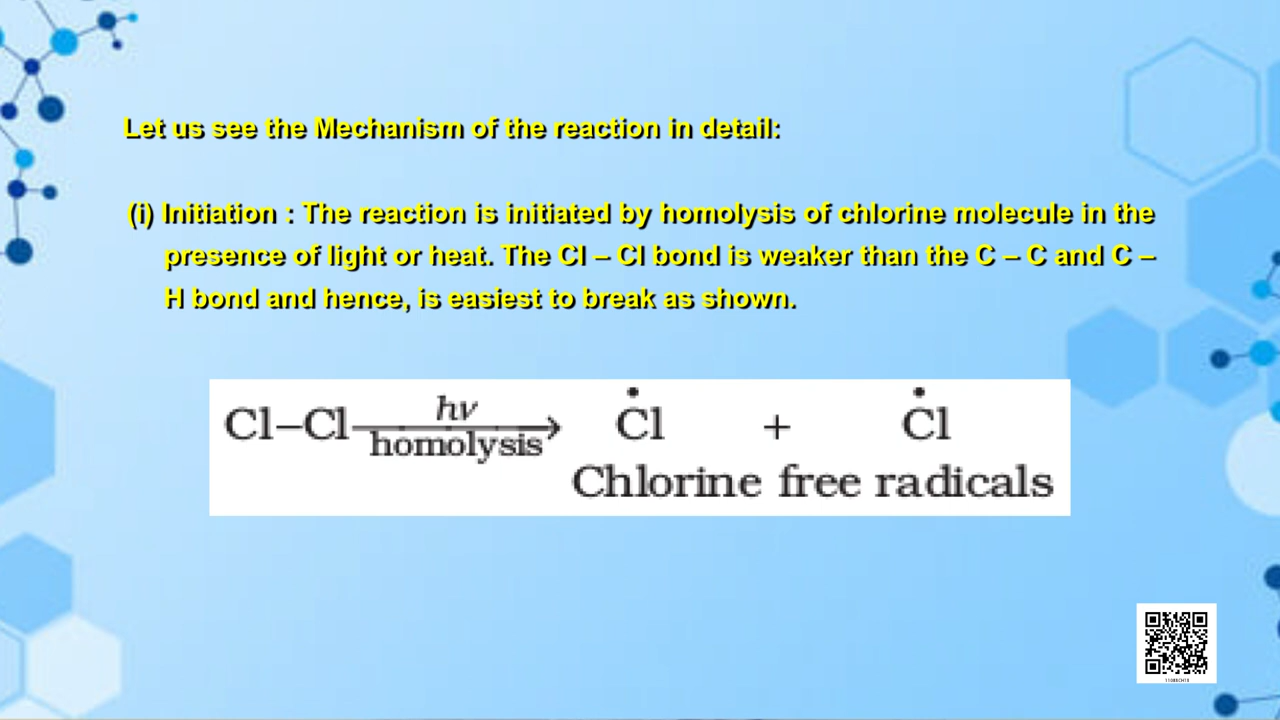 Let us see the Mechanism of the reaction in detail:
(i) Initiation : The reaction is initiated by homolysis of chlorine molecule in the
presence of light or heat. The Cl – Cl bond is weaker than the C – C and C –
H bond and hence, is easiest to break as shown.
Cl–Cl hν homolysis → Ċl + Ċl
Chlorine free radicals